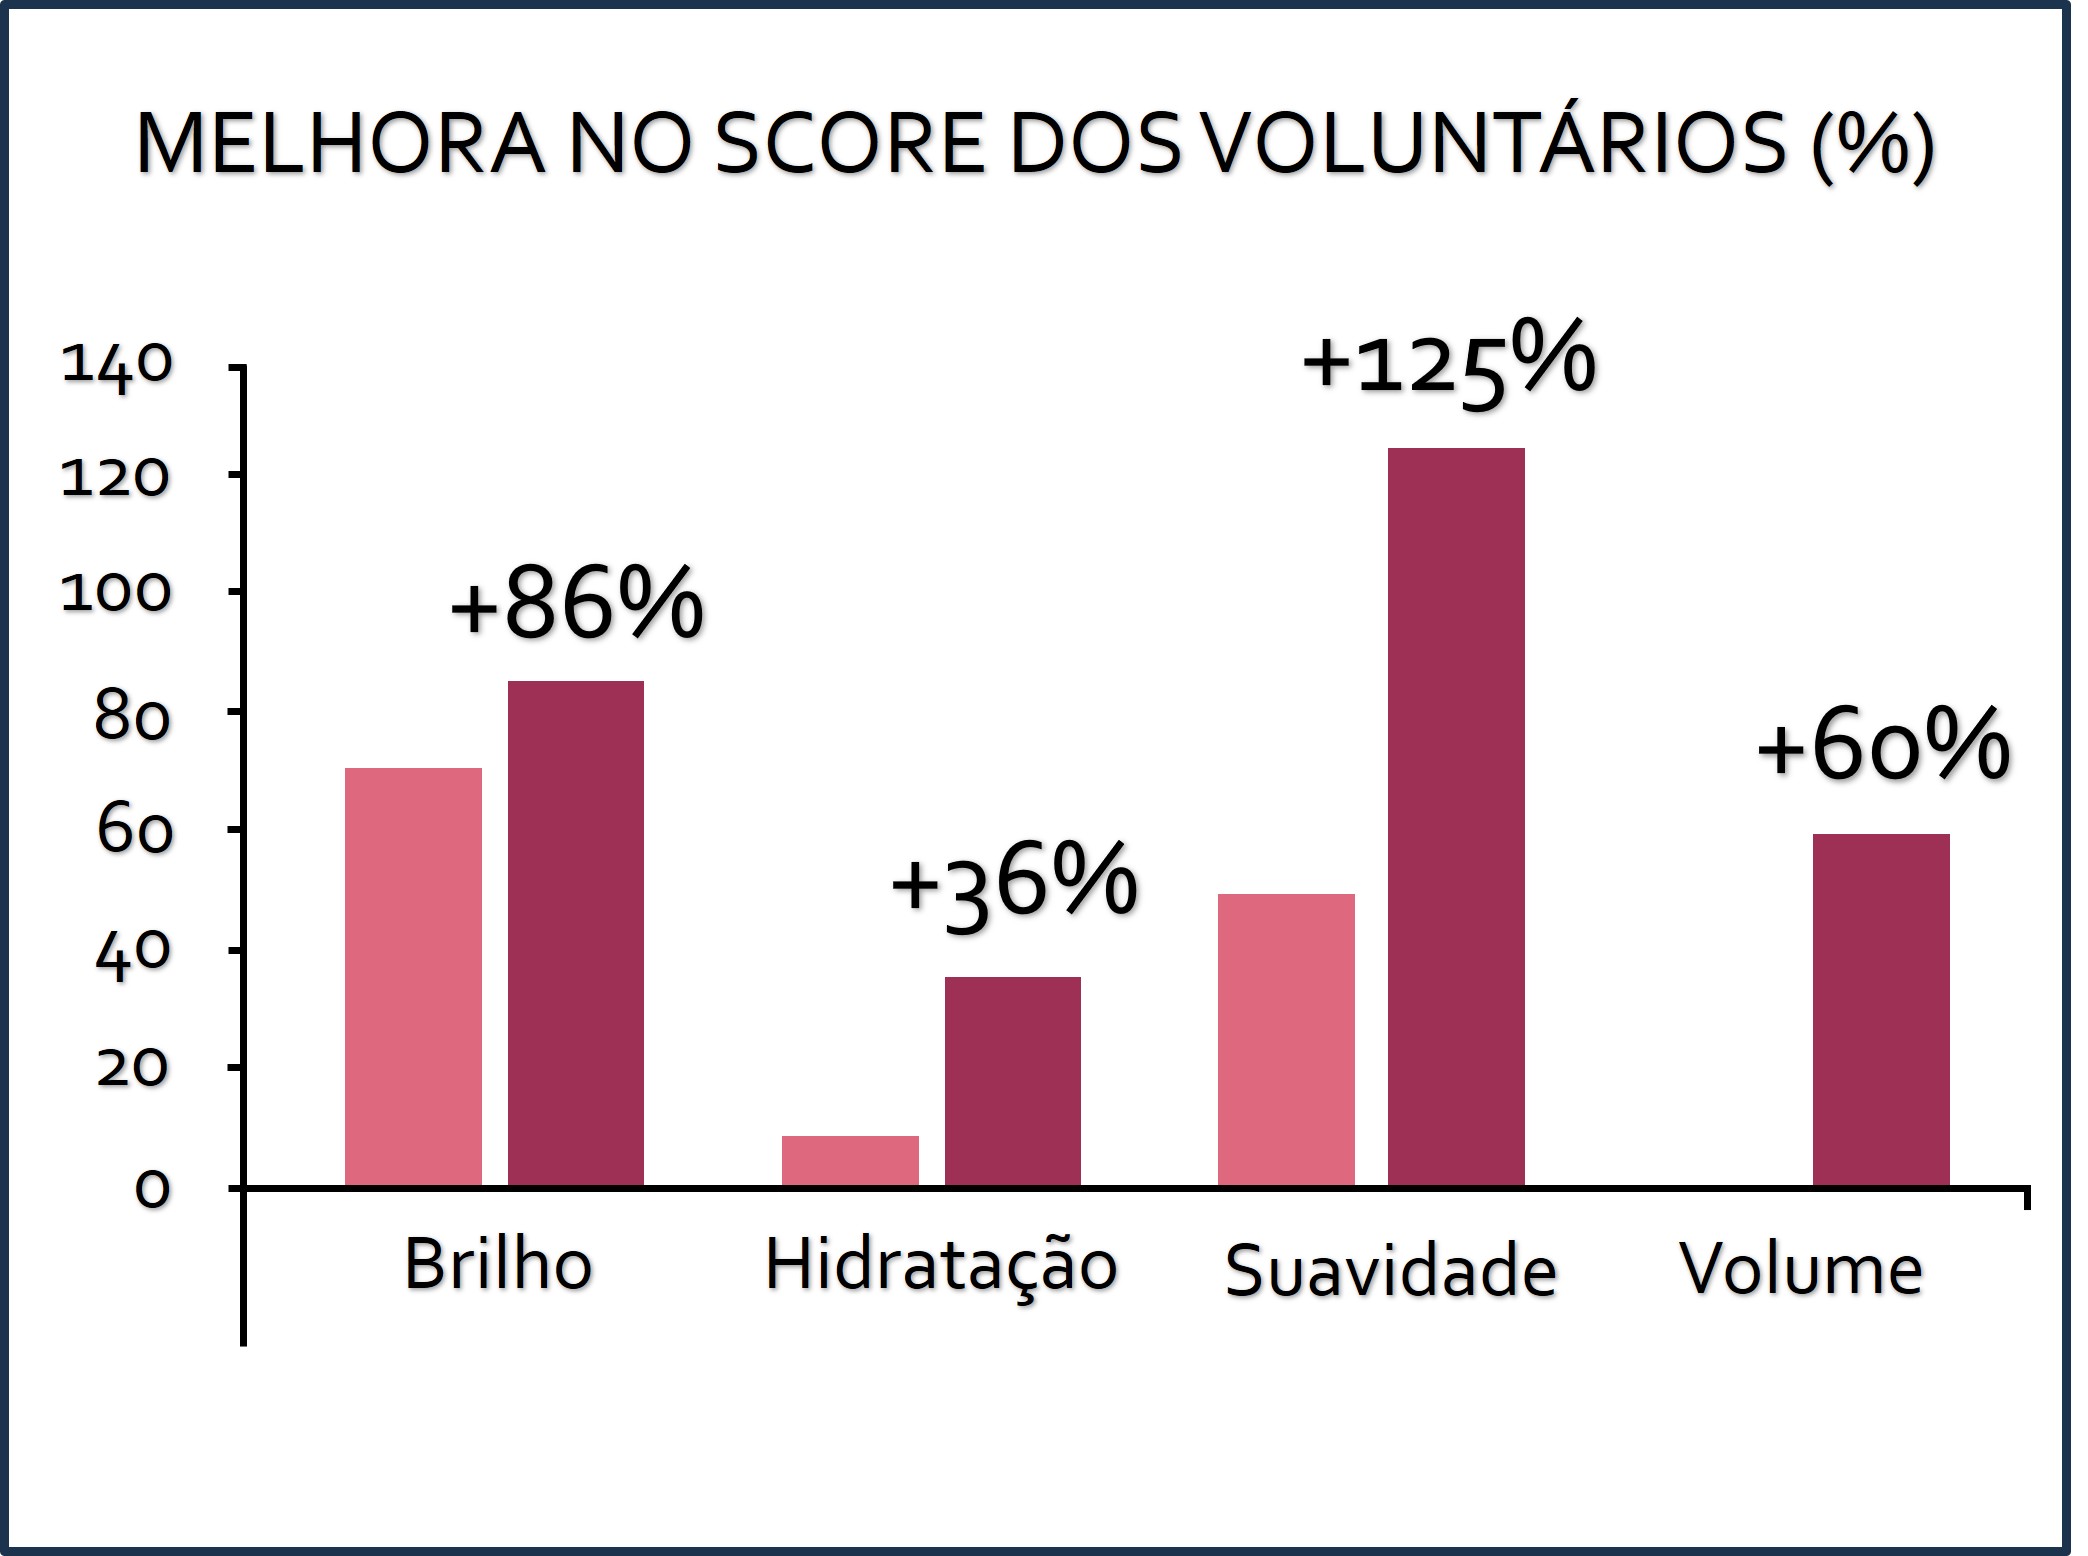 MELHORA NO SCORE DOS VOLUNTÁRIOS (%)
140
+125%
120
100
+86%
80
+60%
60
+36%
40
20
0
Brilho
Hidratação
Suavidade
Volume